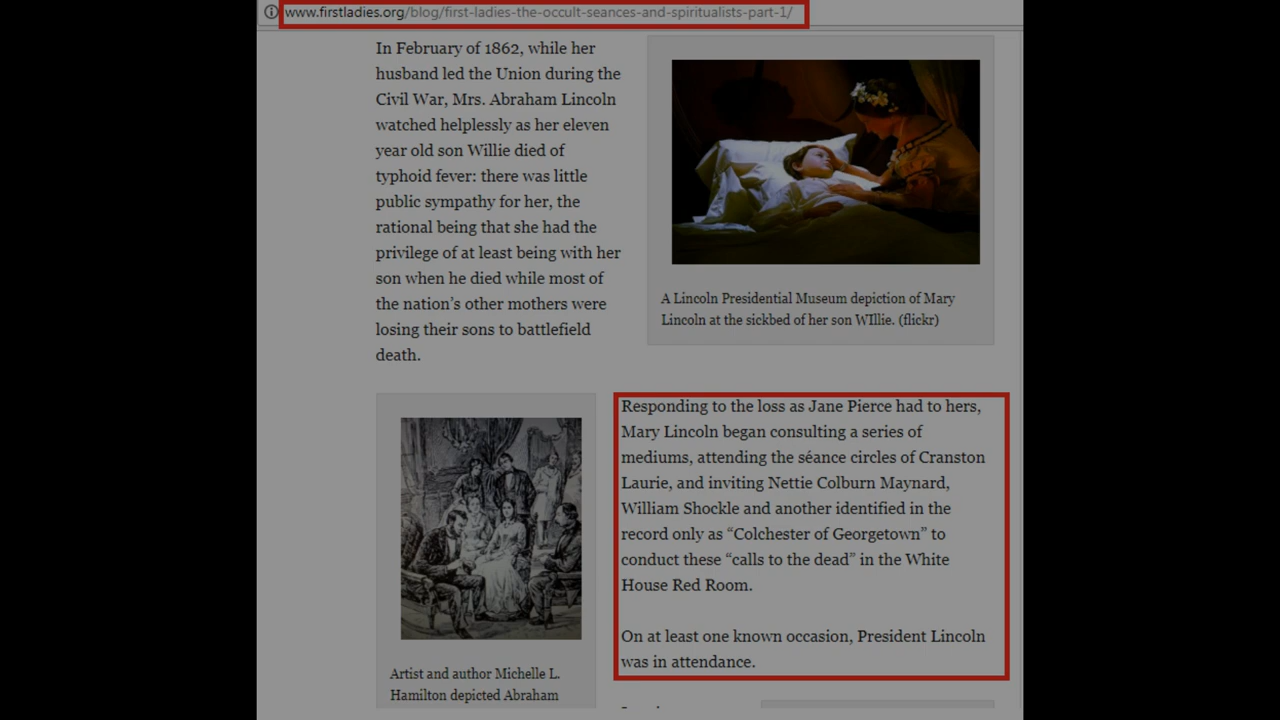 www.firstladies.org/blog/first-ladies-the-occult-seances-and-spiritualists-part-1/
In February of 1862, while her
husband led the Union during the
Civil War, Mrs. Abraham Lincoln
watched helplessly as her eleven
year old son Willie died of
typhoid fever: there was little
public sympathy for her, the
rational being that she had the
privilege of at least being with her
son when he died while most of
the nation's other mothers were
losing their sons to battlefield
death.
A Lincoln Presidential Museum depiction of Mary
Lincoln at the sickbed of her son WIllie. (flickr)
Responding to the loss as Jane Pierce had to hers,
Mary Lincoln began consulting a series of
mediums, attending the séance circles of Cranston
Laurie, and inviting Nettie Colburn Maynard,
William Shockle and another identified in the
record only as “Colchester of Georgetown” to
conduct these “calls to the dead” in the White
House Red Room.
On at least one known occasion, President Lincoln
was in attendance.
Artist and author Michelle L.
Hamilton depicted Abraham